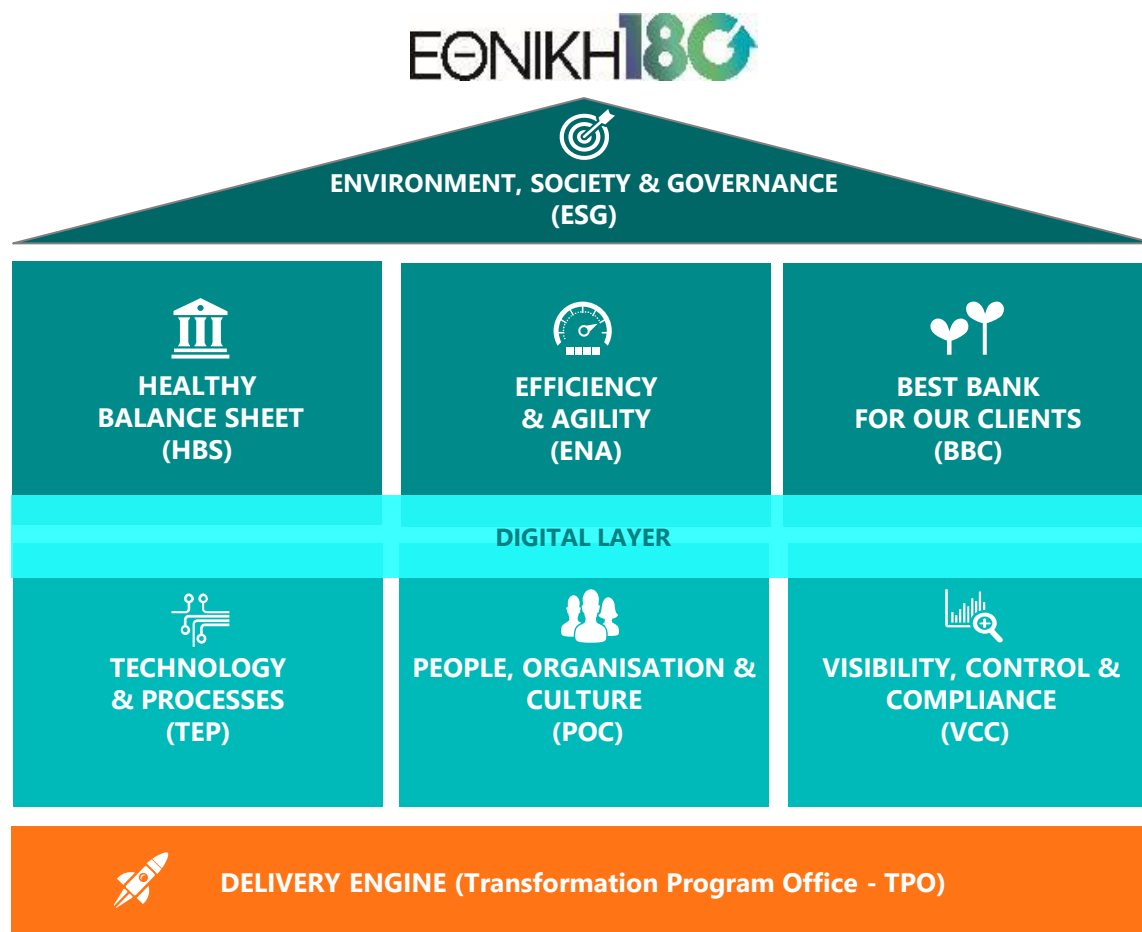 ΕΘΝΙΚΗ180
ENVIRONMENT, SOCIETY & GOVERNANCE
(ESG)
HEALTHY
BALANCE SHEET
(HBS)
EFFICIENCY
& AGILITY
(ENA)
BEST BANK
FOR OUR CLIENTS
(BBC)
DIGITAL LAYER
TECHNOLOGY
& PROCESSES
(TEP)
PEOPLE, ORGANISATION &
CULTURE
(POC)
VISIBILITY, CONTROL &
COMPLIANCE
(VCC)
DELIVERY ENGINE (Transformation Program Office - TPO)